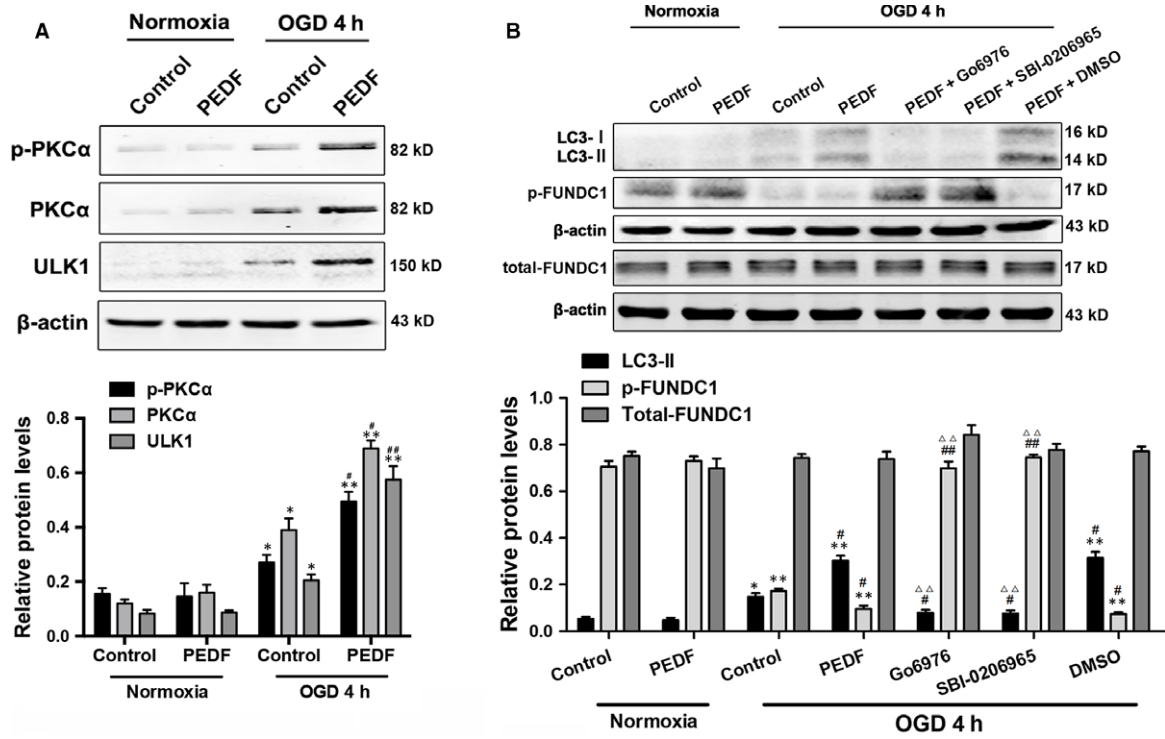 A
Normoxia
OGD 4 h
Control
PEDF
Control
PEDF
p-PKCα
82 kD
PKCα
82 kD
ULK1
150 kD
β-actin
43 kD
p-PKCα
PKCα
ULK1
Relative protein levels
0.8
0.6
0.4
0.2
0.0
*
*
*
#
**
#
**
##
**
Control
PEDF
Control
PEDF
Normoxia
OGD 4 h
B
Normoxia
OGD 4 h
Control
PEDF
Control
PEDF
PEDF + Go6976
PEDF + SBI-0206965
PEDF + DMSO
LC3- I
16 kD
LC3- II
14 kD
p-FUNDC1
17 kD
β-actin
43 kD
total-FUNDC1
17 kD
β-actin
43 kD
LC3-II
p-FUNDC1
Total-FUNDC1
Relative protein levels
1.0
0.8
0.6
0.4
0.2
0.0
*
**
#
**
#
**
△△
#
△△
##
△△
#
△△
##
#
**
#
**
Control
PEDF
Control
PEDF
Go6976
SBI-0206965
DMSO
Normoxia
OGD 4 h